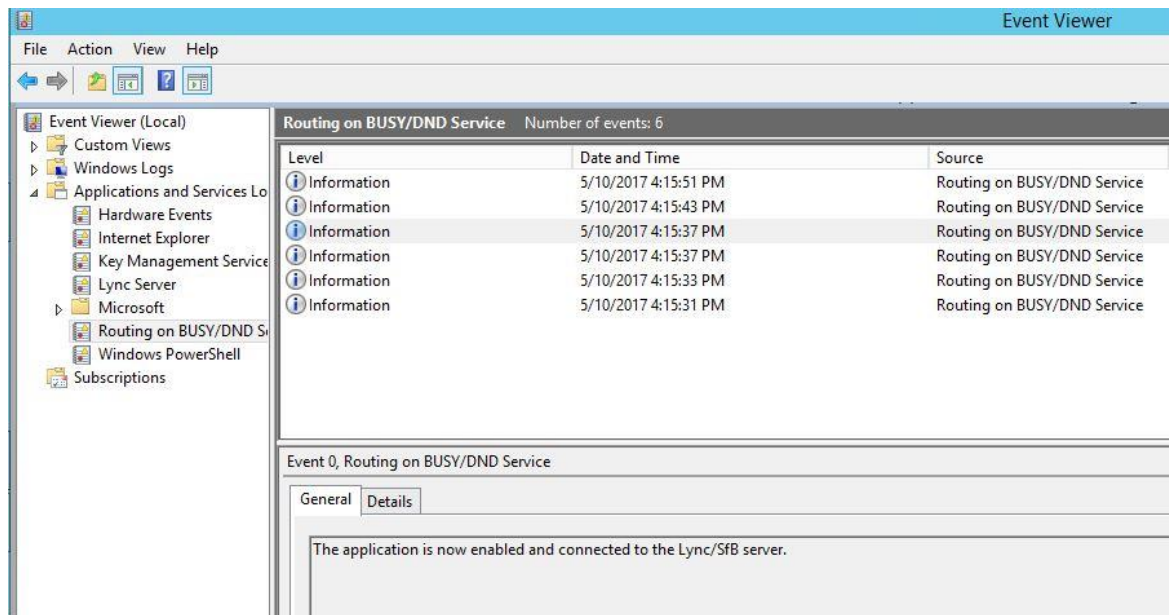 Event Viewer
File Action View Help
Event Viewer (Local)
Custom Views
Windows Logs
Applications and Services Lo
Hardware Events
Internet Explorer
Key Management Service
Lync Server
Microsoft
Routing on BUSY/DND S
Windows PowerShell
Subscriptions
Routing on BUSY/DND Service Number of events: 6
Level Date and Time Source
Information 5/10/2017 4:15:51 PM Routing on BUSY/DND Service
Information 5/10/2017 4:15:43 PM Routing on BUSY/DND Service
Information 5/10/2017 4:15:37 PM Routing on BUSY/DND Service
Information 5/10/2017 4:15:37 PM Routing on BUSY/DND Service
Information 5/10/2017 4:15:33 PM Routing on BUSY/DND Service
Information 5/10/2017 4:15:31 PM Routing on BUSY/DND Service
Event 0, Routing on BUSY/DND Service
General Details
The application is now enabled and connected to the Lync/SfB server.